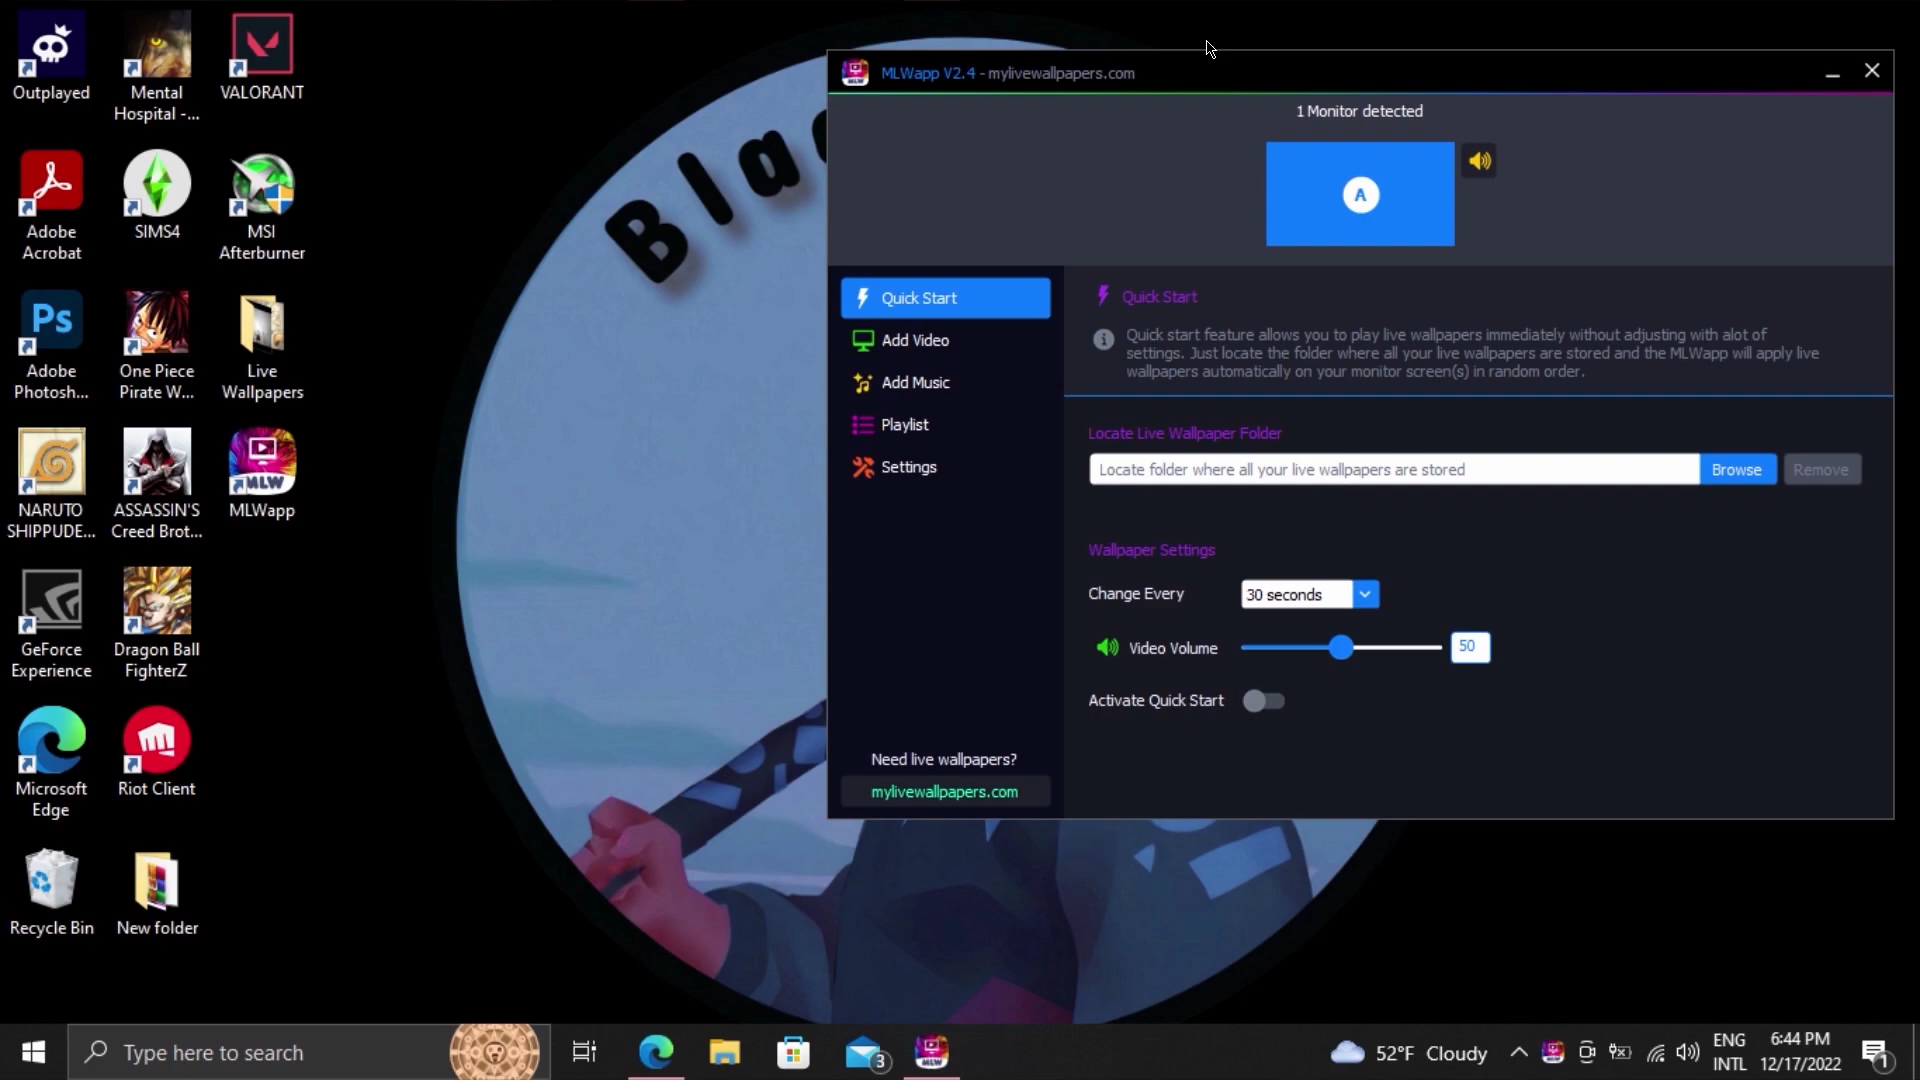 Outplayed
Mental
Hospital -...
VALORANT
Adobe
Acrobat
SIMS4
MSI
Afterburner
Ps
Adobe
Photosh...
One Piece
Pirate W...
Live
Wallpapers
NARUTO
SHIPPUDE...
ASSASSIN'S
Creed Brot...
MLW
MLWapp
GeForce
Experience
Dragon Ball
FighterZ
Microsoft
Edge
Riot Client
Recycle Bin
New folder
MLWapp V2.4 - mylivewallpapers.com
1 Monitor detected
A
Quick Start
Add Video
Add Music
Playlist
Settings
Need live wallpapers?
mylivewallpapers.com
Quick Start
Quick start feature allows you to play live wallpapers immediately without adjusting with alot of
settings. Just locate the folder where all your live wallpapers are stored and the MLWapp will apply live
wallpapers automatically on your monitor screen(s) in random order.
Locate Live Wallpaper Folder
Locate folder where all your live wallpapers are stored Browse Remove
Wallpaper Settings
Change Every 30 seconds
Video Volume 50
Activate Quick Start
Type here to search
3
MLW
52°F Cloudy
ENG
INTL
6:44 PM
12/17/2022
1